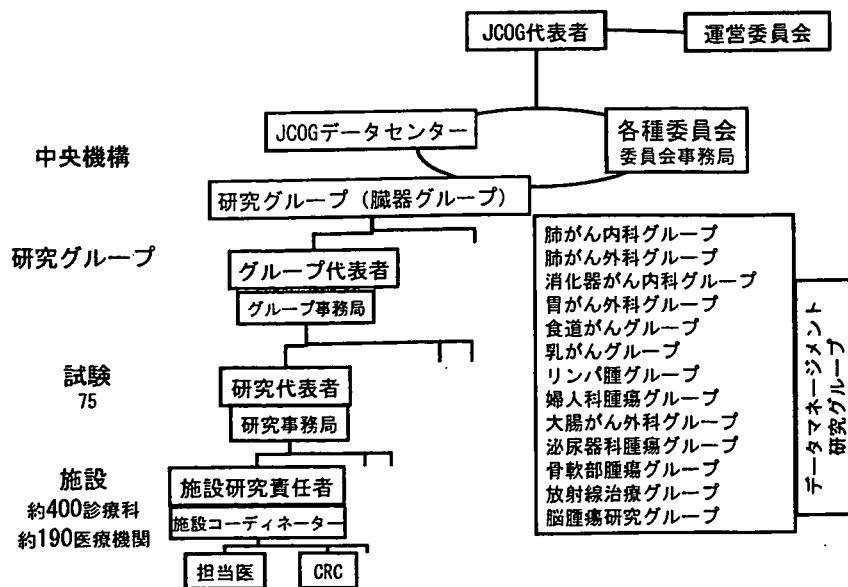 JCOG代表者
運営委員会
JCOGデータセンター
各種委員会
委員会事務局
中央機構
研究グループ（臓器グループ）
研究グループ
グループ代表者
グループ事務局
試験
75
研究代表者
研究事務局
施設
約400診療科
約190医療機関
施設研究責任者
施設コーディネーター
担当医
CRC
肺がん内科グループ
肺がん外科グループ
消化器がん内科グループ
胃がん外科グループ
食道がんグループ
乳がんグループ
リンパ腫グループ
婦人科腫瘍グループ
大腸がん外科グループ
泌尿器科腫瘍グループ
骨軟部腫瘍グループ
放射線治療グループ
脳腫瘍研究グループ
データマネージメント
研究グループ